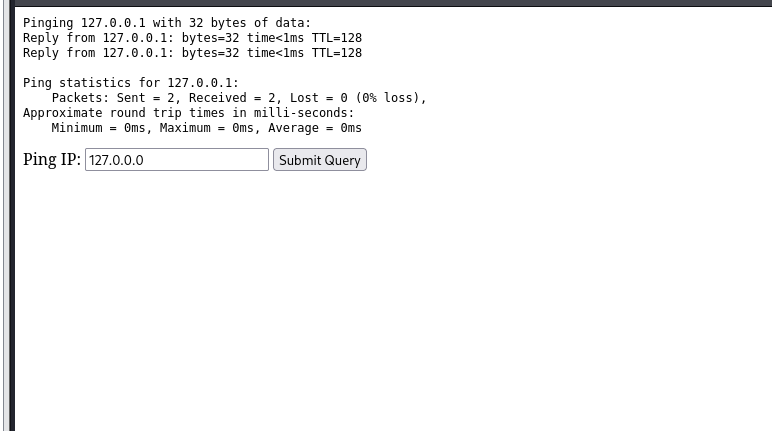 Pinging 127.0.0.1 with 32 bytes of data:
Reply from 127.0.0.1: bytes=32 time<1ms TTL=128
Reply from 127.0.0.1: bytes=32 time<1ms TTL=128
Ping statistics for 127.0.0.1:
    Packets: Sent = 2, Received = 2, Lost = 0 (0% loss),
Approximate round trip times in milli-seconds:
    Minimum = 0ms, Maximum = 0ms, Average = 0ms
Ping IP: 127.0.0.0 Submit Query